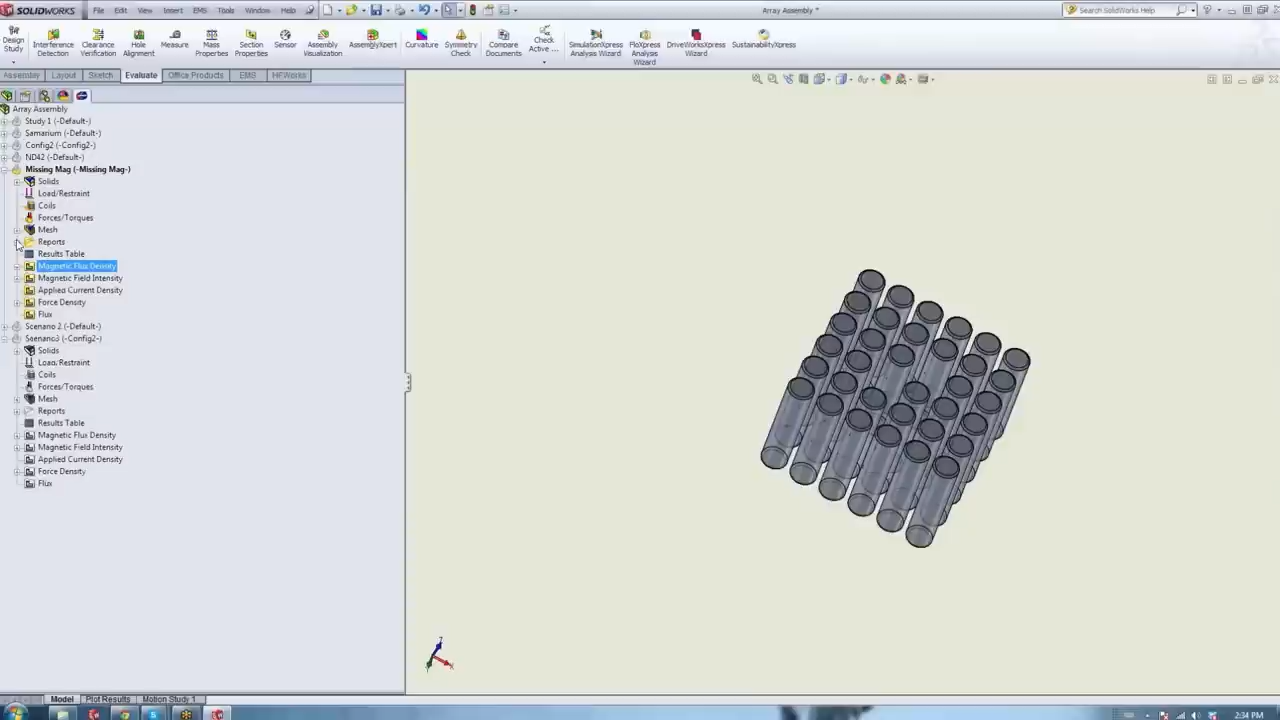 SOLIDWORKS File Edit View Insert EMS Tools Window Help Array Assembly * Search SolidWorks Help
Design Study Interference Detection Clearance Verification Hole Alignment Measure Mass Properties Section Properties Sensor Assembly Visualization AssemblyXpert Curvature Symmetry Check Compare Documents Check Active ... SimulationXpress Analysis Wizard FloXpress Analysis Wizard DriveWorksXpress Wizard SustainabilityXpress
Assembly Layout Sketch Evaluate Office Products EMS HFWorks
Array Assembly
Study 1 (-Default-)
Samarium (-Default-)
Config2 (-Config2-)
ND42 (-Default-)
Missing Mag (-Missing Mag-)
Solids
Load/Restraint
Coils
Forces/Torques
Mesh
Reports
Results Table
Magnetic Flux Density
Magnetic Field Intensity
Applied Current Density
Force Density
Flux
Scenario 2 (-Default-)
Scenario3 (-Config2-)
Solids
Load/Restraint
Coils
Forces/Torques
Mesh
Reports
Results Table
Magnetic Flux Density
Magnetic Field Intensity
Applied Current Density
Force Density
Flux
Z
X
Model Plot Results Motion Study 1
2:34 PM